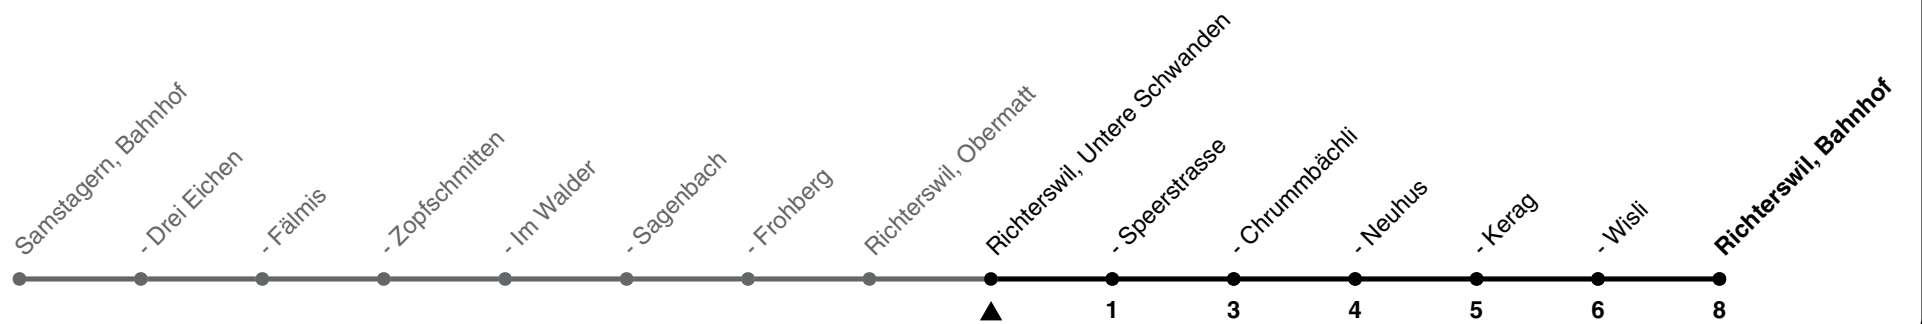 Samstagern, Bahnhof
- Drei Eichen
- Fälmis
- Zopfschmitten
- Im Walder
- Sagenbach
- Frohberg
Richterswil, Obermatt
Richterswil, Untere Schwanden
- Speerstrasse
- Chrummbächli
- Neuhus
- Kerag
- Wisli
Richterswil, Bahnhof
1 3 4 5 6 8